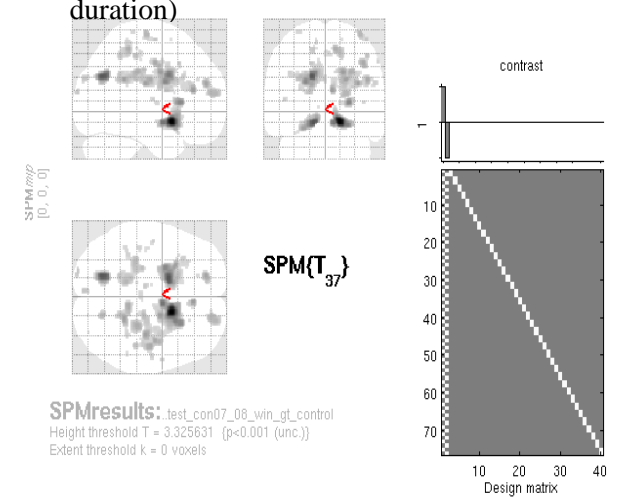 duration)
contrast
1
SPMmip
[0, 0, 0]
SPM{T37}
10
20
30
40
50
60
70
10 20 30 40
Design matrix
SPMresults:..test_con07_08_win_gt_control
Height threshold T = 3.325631 {p<0.001 (unc.)}
Extent threshold k = 0 voxels